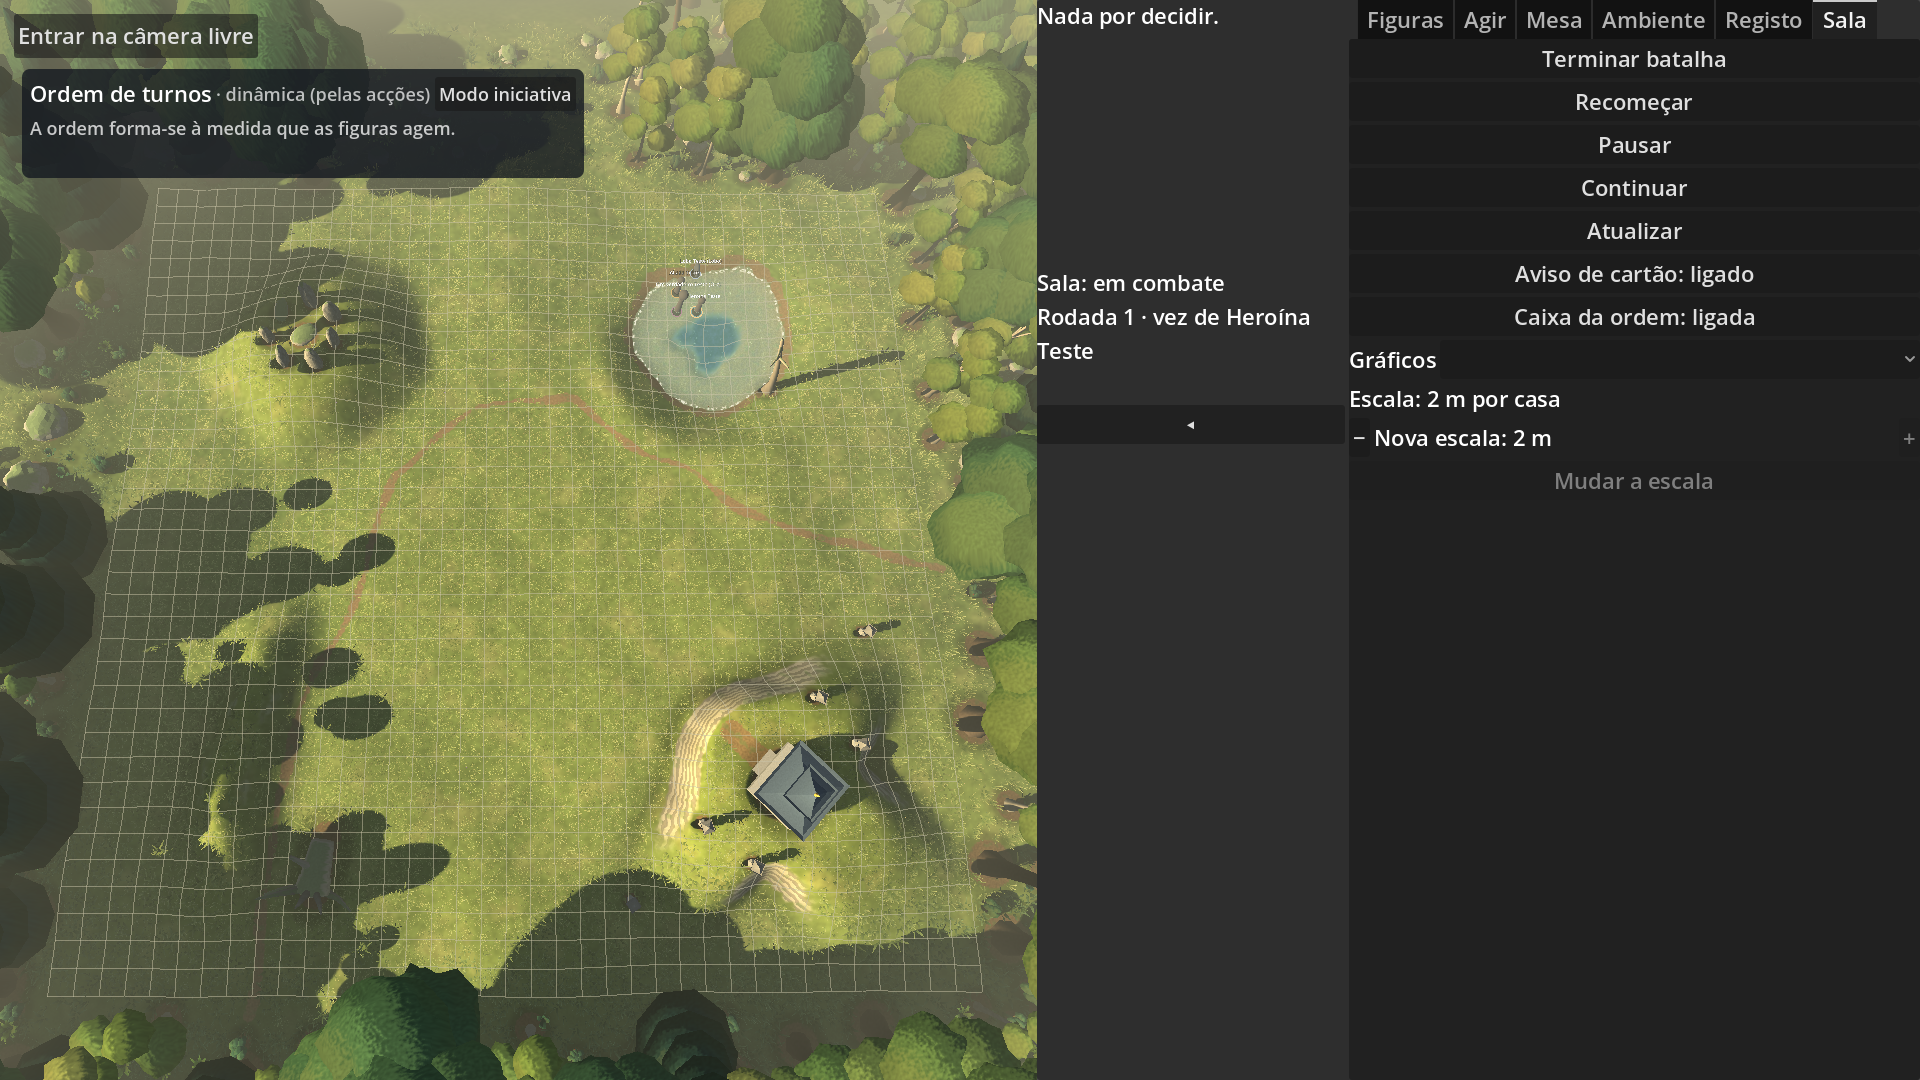 Entrar na câmera livre
Ordem de turnos · dinâmica (pelas acções) Modo iniciativa
A ordem forma-se à medida que as figuras agem.
Nada por decidir.
Sala: em combate
Rodada 1 · vez de Heroína
Teste
Figuras Agir Mesa Ambiente Registo Sala
Terminar batalha
Recomeçar
Pausar
Continuar
Atualizar
Aviso de cartão: ligado
Caixa da ordem: ligada
Gráficos
Escala: 2 m por casa
− Nova escala: 2 m +
Mudar a escala